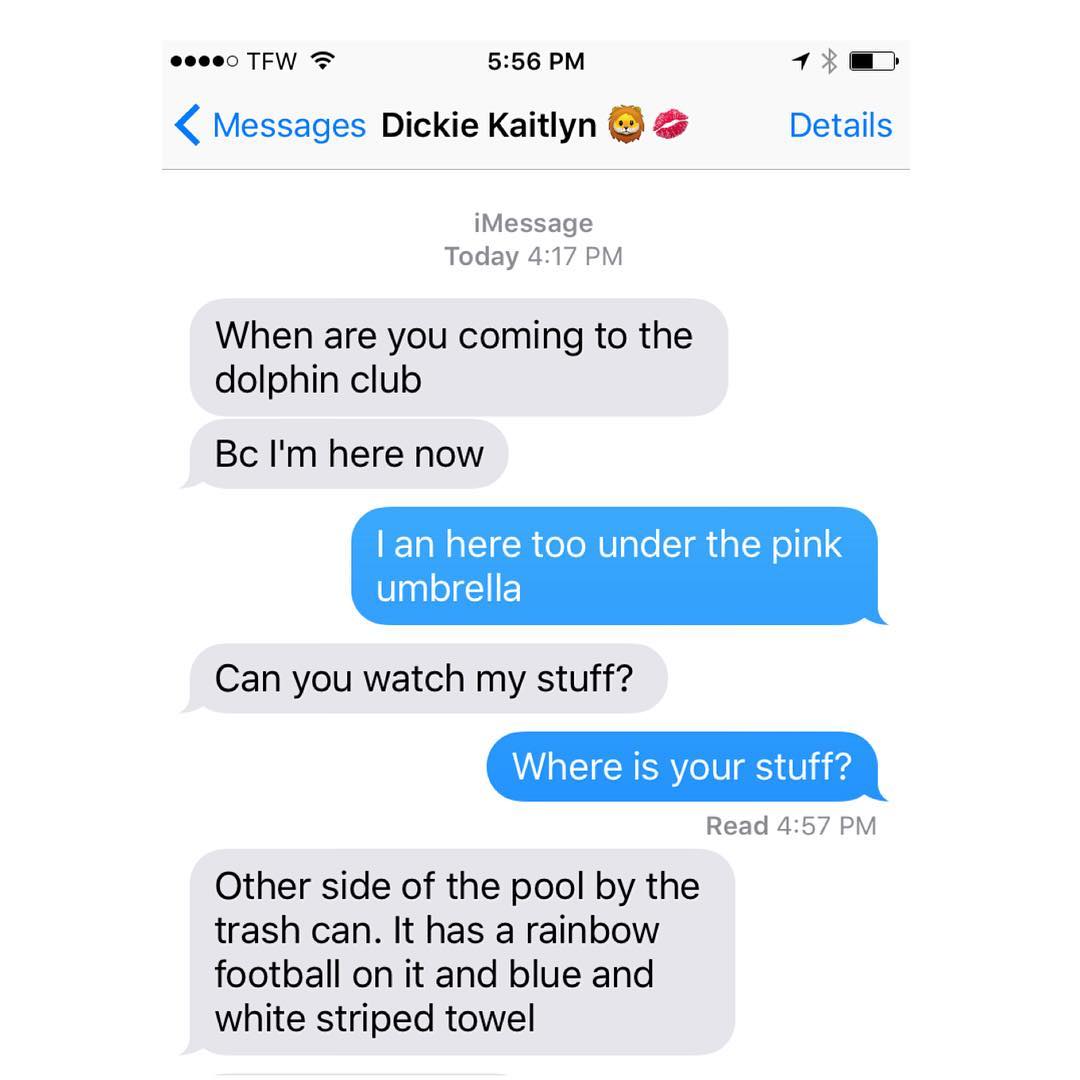 TFW 5:56 PM
Messages Dickie Kaitlyn 🦁💋 Details
iMessage
Today 4:17 PM
When are you coming to the
dolphin club
Bc I'm here now
I an here too under the pink
umbrella
Can you watch my stuff?
Where is your stuff?
Read 4:57 PM
Other side of the pool by the
trash can. It has a rainbow
football on it and blue and
white striped towel